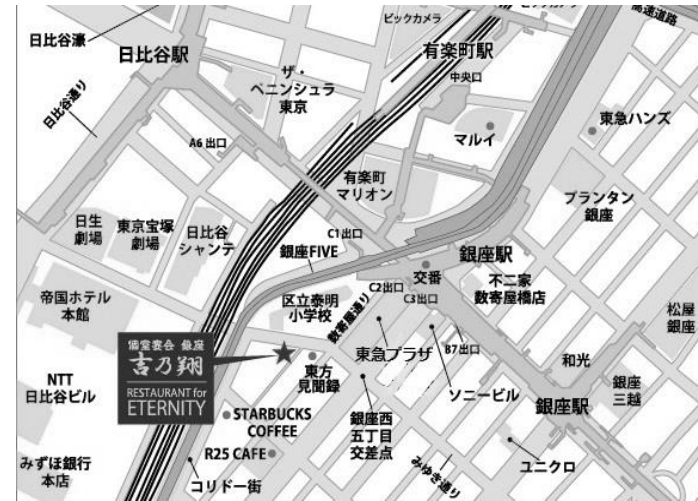 ビックカメラ
高速道路
日比谷濠
日比谷駅
有楽町駅
ザ・
ペニンシュラ
東京
中央口
日比谷通り
東急ハンズ
マルイ
A6 出口
有楽町
マリオン
プランタン
銀座
日生
劇場
東京宝塚
劇場
日比谷
シャンテ
C1 出口
銀座FIVE
銀座駅
交番
不二家
数寄屋橋店
C2出口
C3出口
帝国ホテル
本館
区立泰明
小学校
数寄屋通り
松屋
銀座
東急プラザ
B7 出口
和光
吉乃翔
RESTAURANT for
ETERNITY
東方
見聞録
ソニービル
銀座
三越
NTT
日比谷ビル
STARBUCKS
COFFEE
銀座西
五丁目
交差点
銀座駅
R25 CAFE
みゆき通り
ユニクロ
みずほ銀行
本店
コリドー街